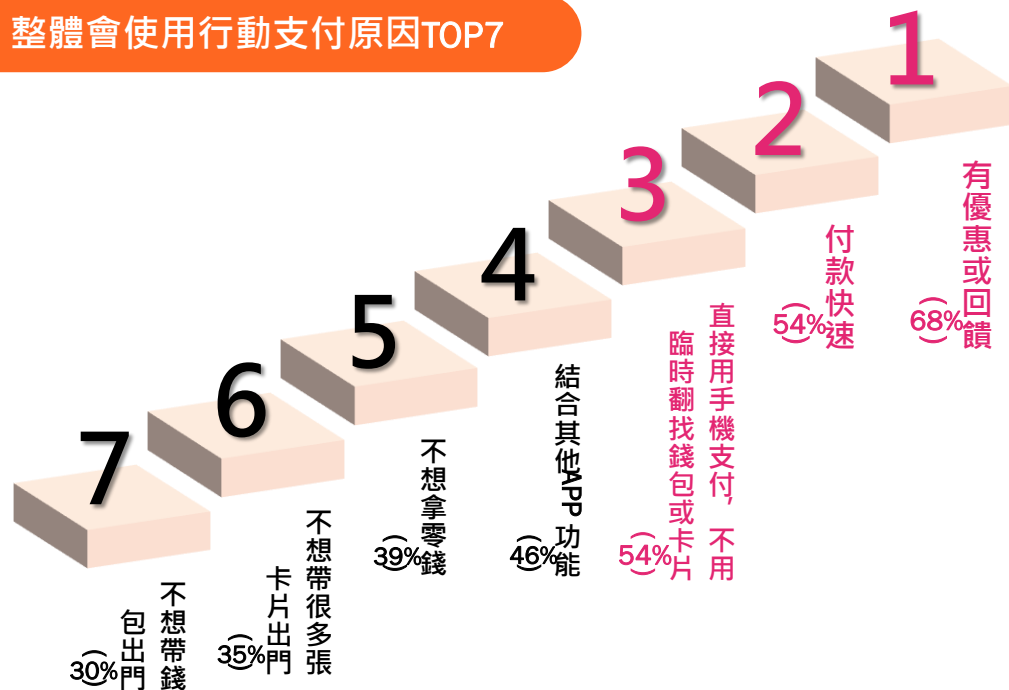 整體會使用行動支付原因TOP7
1
有優惠或回饋
(68%)
2
付款快速
(54%)
3
直接用手機支付，不用
臨時翻找錢包或卡片
(54%)
4
結合其他APP功能
(46%)
5
不想拿零錢
(39%)
6
不想帶很多張
卡片出門
(35%)
7
不想帶錢
包出門
(30%)